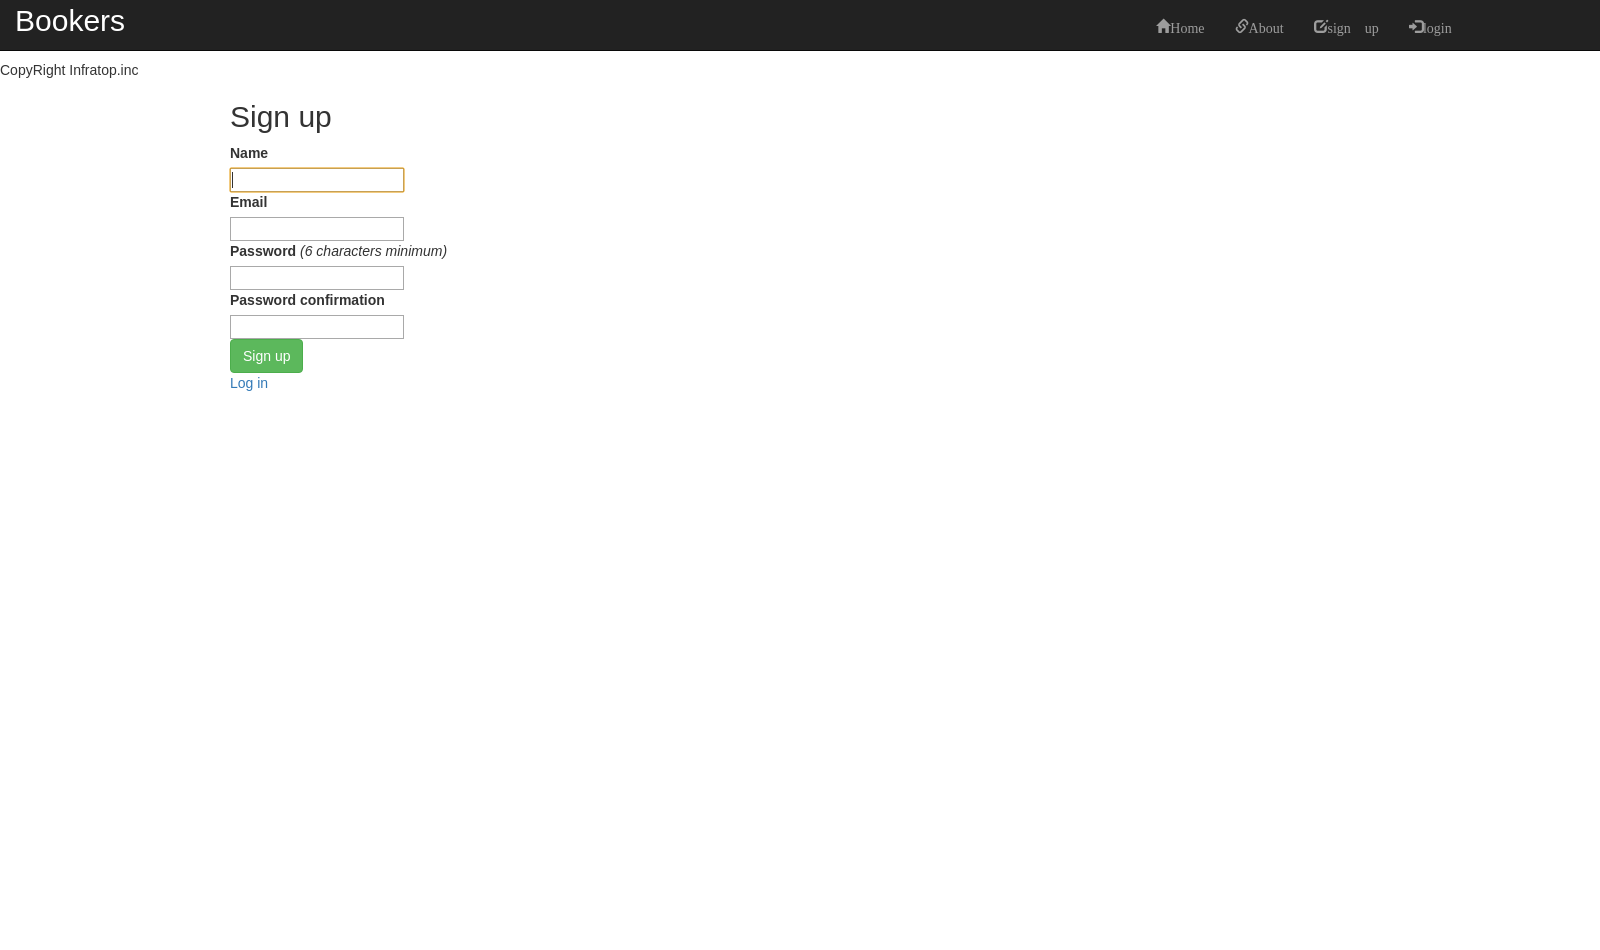 Bookers
Home About sign up login
CopyRight Infratop.inc
Sign up
Name
Email
Password (6 characters minimum)
Password confirmation
Sign up
Log in